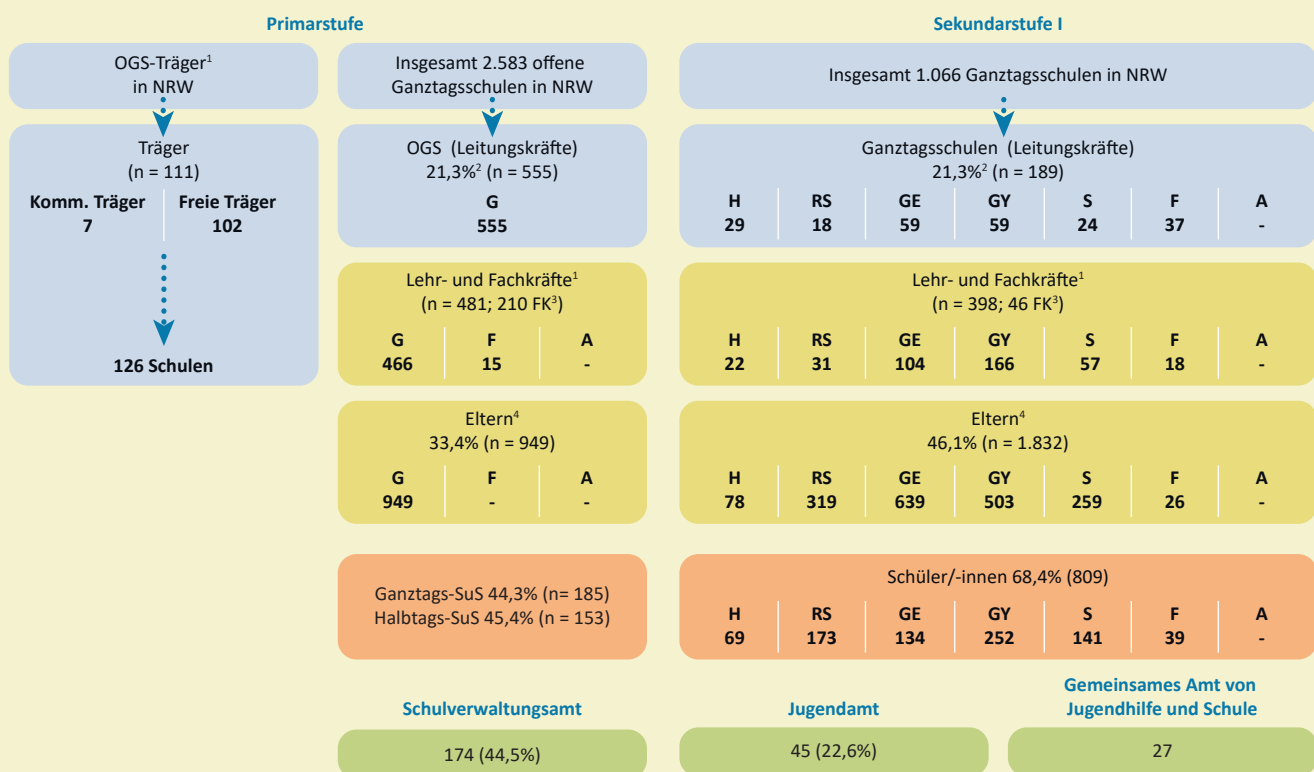 Primarstufe
Sekundarstufe I
OGS-Träger¹
in NRW
Insgesamt 2.583 offene
Ganztagsschulen in NRW
Insgesamt 1.066 Ganztagsschulen in NRW
Träger
(n = 111)
Komm. Träger Freie Träger
7 102
126 Schulen
OGS (Leitungskräfte)
21,3%² (n = 555)
G
555
Ganztagsschulen (Leitungskräfte)
21,3%² (n = 189)
H RS GE GY S F A
29 18 59 59 24 37 -
Lehr- und Fachkräfte¹
(n = 481; 210 FK³)
G F A
466 15 -
Lehr- und Fachkräfte¹
(n = 398; 46 FK³)
H RS GE GY S F A
22 31 104 166 57 18 -
Eltern⁴
33,4% (n = 949)
G F A
949 - -
Eltern⁴
46,1% (n = 1.832)
H RS GE GY S F A
78 319 639 503 259 26 -
Ganztags-SuS 44,3% (n= 185)
Halbtags-SuS 45,4% (n = 153)
Schüler/-innen 68,4% (809)
H RS GE GY S F A
69 173 134 252 141 39 -
Schulverwaltungsamt
174 (44,5%)
Jugendamt
45 (22,6%)
Gemeinsames Amt von
Jugendhilfe und Schule
27